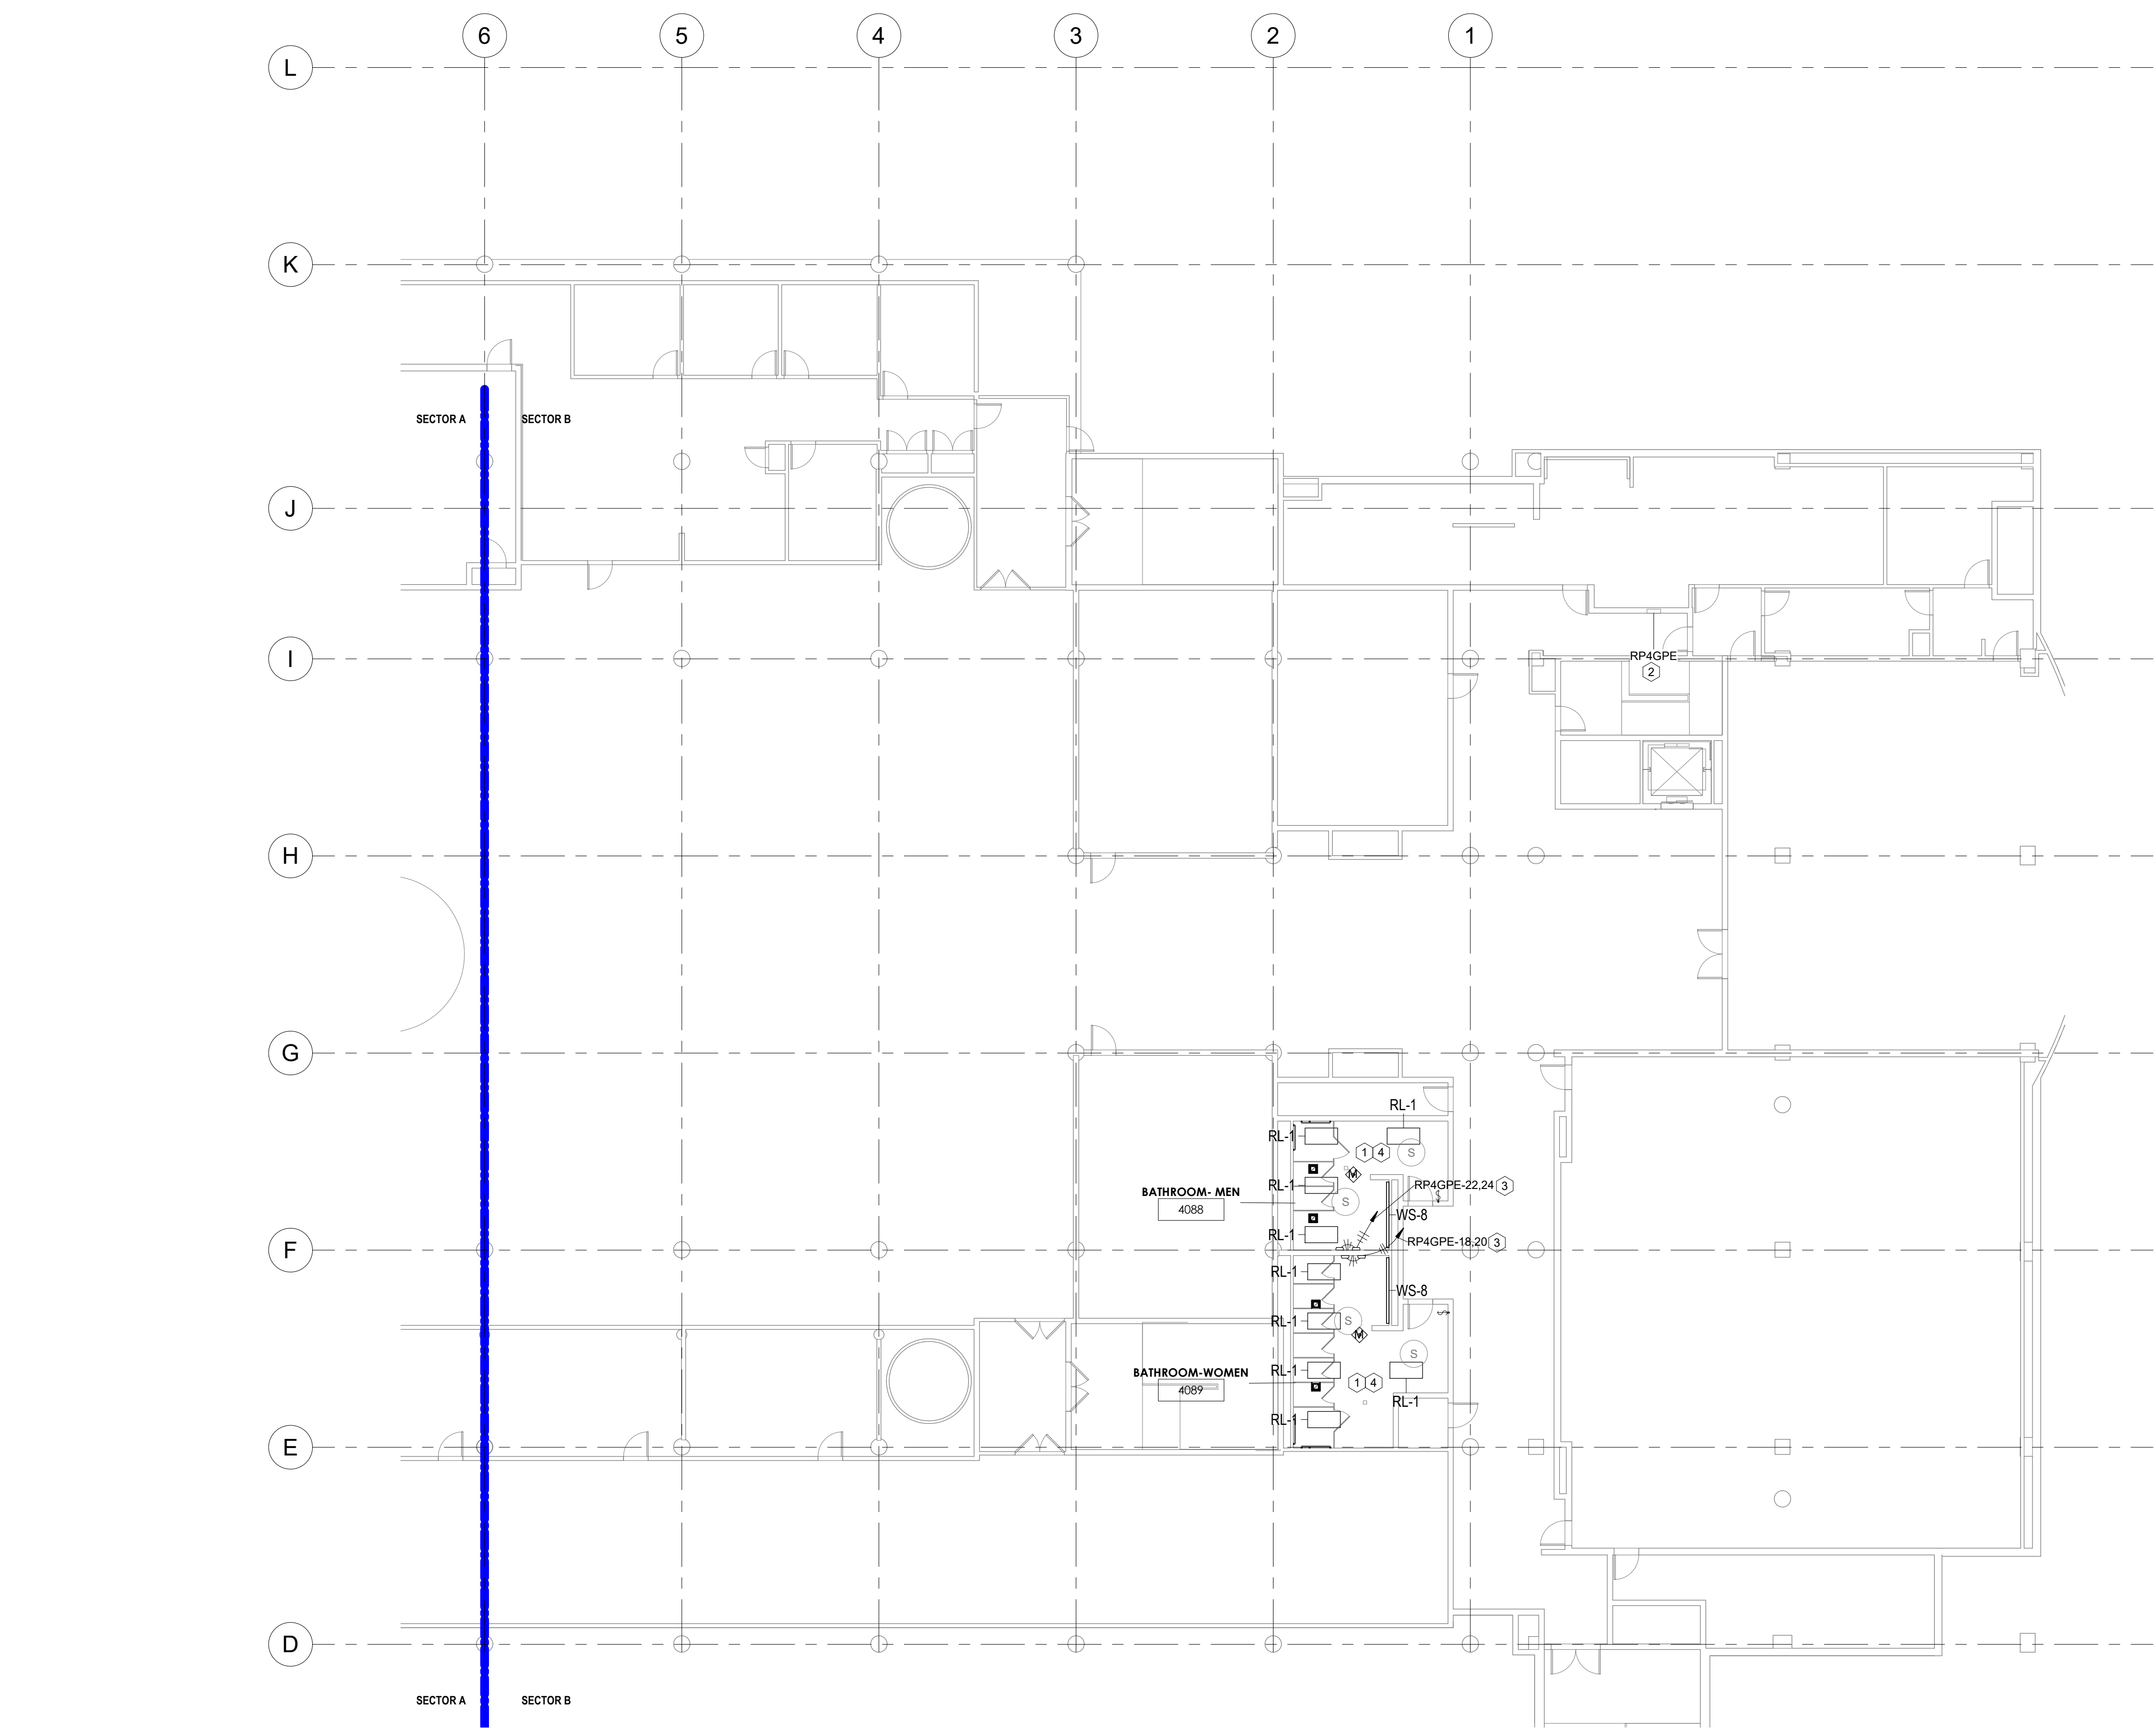 6 5 4 3 2 1
L
K
SECTOR A SECTOR B
J
I
RP4GPE
2
H
G
RL-1
RL-1
1 4 S
M
RL-1 RP4GPE-22,24 3
BATHROOM- MEN
4088
S
WS-8
RL-1
RP4GPE-18,20 3
F
RL-1
WS-8
RL-1 S
M
S
RL-1
BATHROOM-WOMEN
4089
1 4
RL-1
RL-1
E
D
SECTOR A SECTOR B